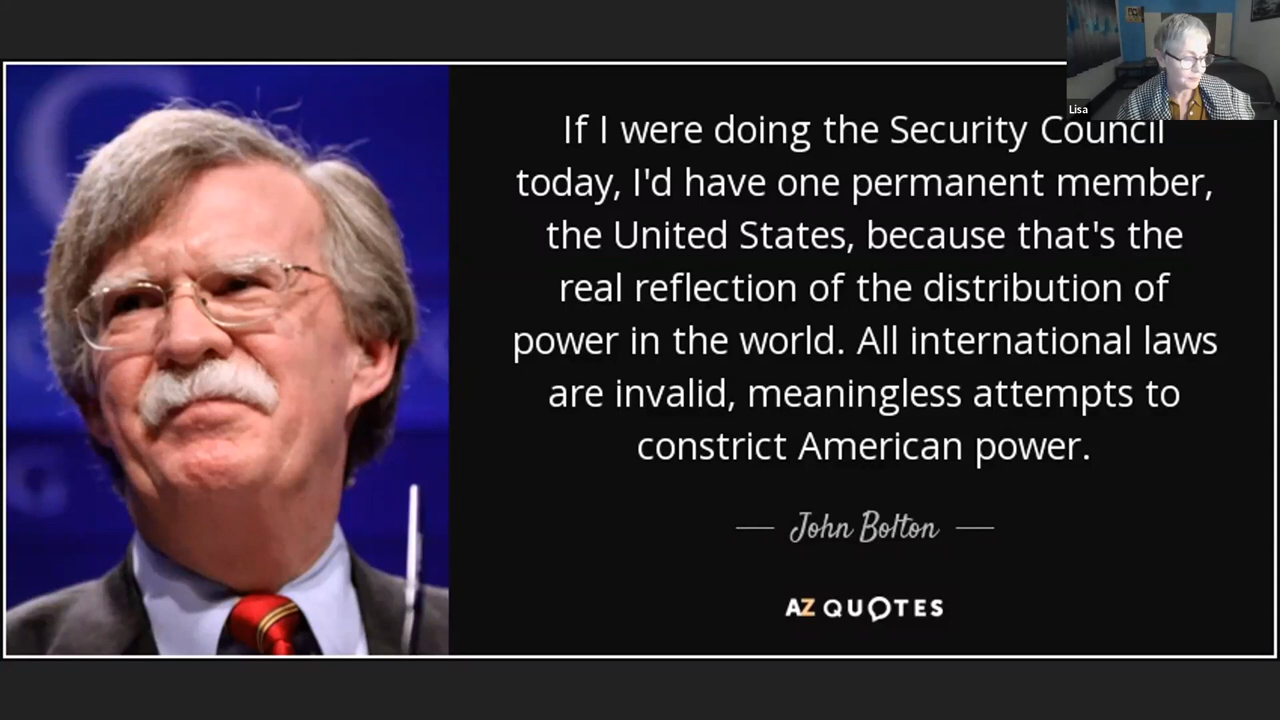 Lisa
If I were doing the Security Council
today, I'd have one permanent member,
the United States, because that's the
real reflection of the distribution of
power in the world. All international laws
are invalid, meaningless attempts to
constrict American power.
John Bolton
AZ QUOTES